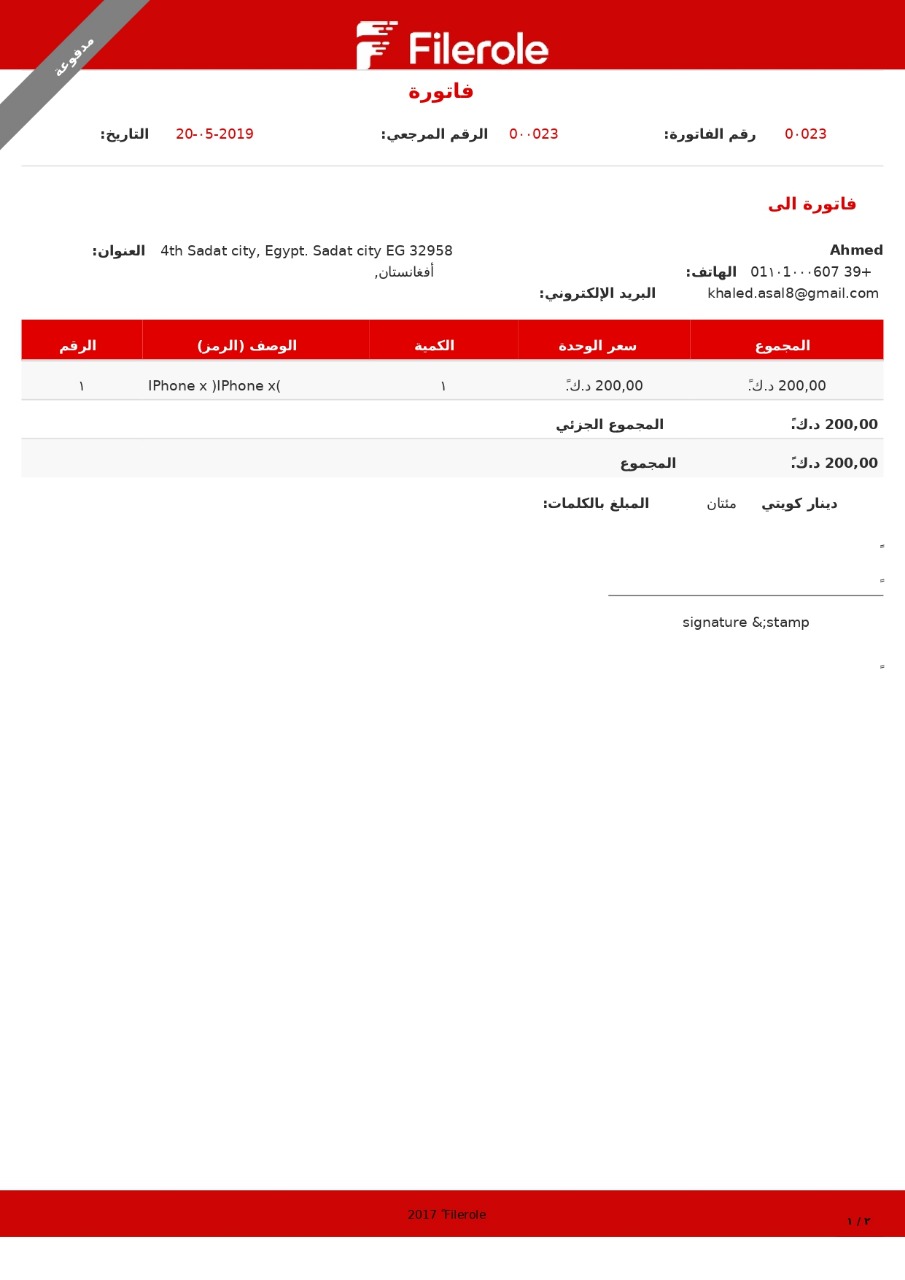 مدفوعة
Filerole
فاتورة
رقم الفاتورة: 0٠023 الرقم المرجعي: 0٠٠023 التاريخ: 20-٠5-2019
فاتورة الى
Ahmed
العنوان: 4th Sadat city, Egypt. Sadat city EG 32958
الهاتف: 01١٠1٠٠٠607 39+ أفغانستان,
البريد الإلكتروني: khaled.asal8@gmail.com
المجموع سعر الوحدة الكمية الوصف (الرمز) الرقم
200,00 د.ك.ً 200,00 د.ك.ً ١ IPhone x )IPhone x( ١
المجموع الجزئي 200,00 د.ك.ً
المجموع 200,00 د.ك.ً
المبلغ بالكلمات: مئتان دينار كويتي
signature &;stamp
2017 ًFilerole
١ / ٢